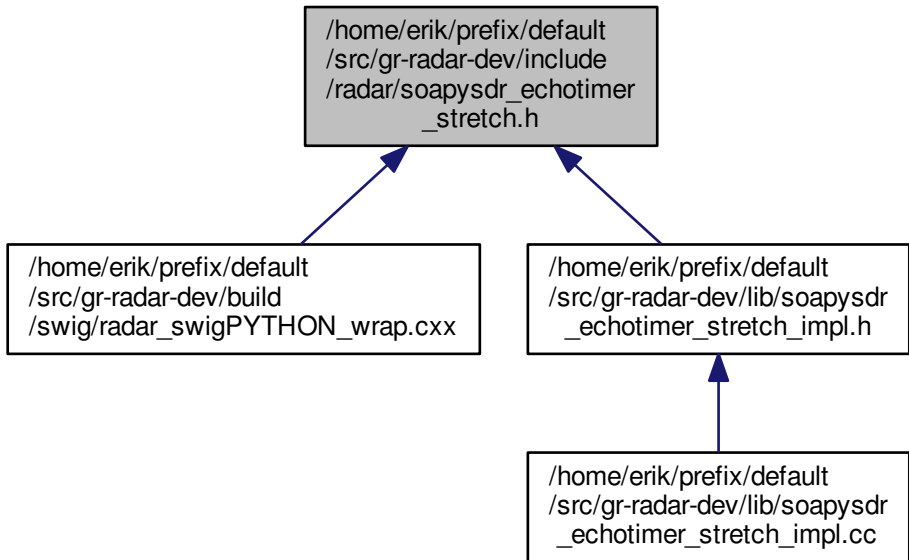 /home/erik/prefix/default
/src/gr-radar-dev/include
/radar/soapysdr_echotimer
_stretch.h
/home/erik/prefix/default
/src/gr-radar-dev/build
/swig/radar_swigPYTHON_wrap.cxx
/home/erik/prefix/default
/src/gr-radar-dev/lib/soapysdr
_echotimer_stretch_impl.h
/home/erik/prefix/default
/src/gr-radar-dev/lib/soapysdr
_echotimer_stretch_impl.cc